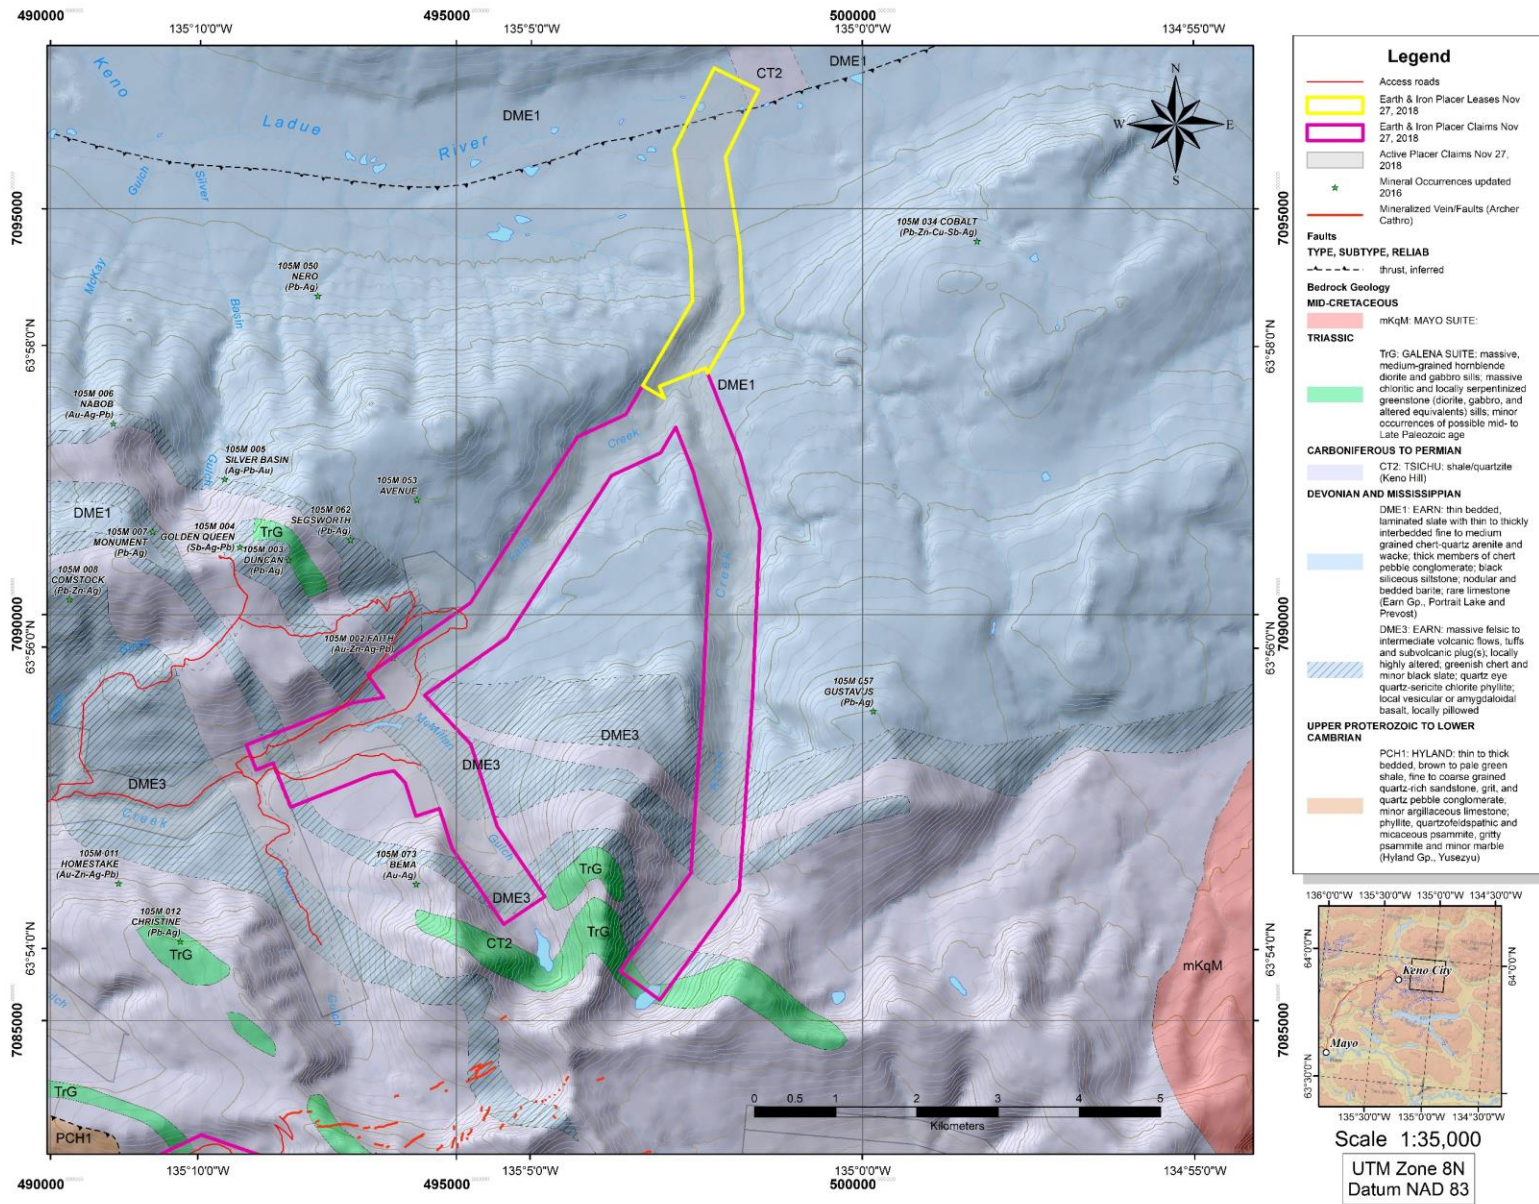 490000
495000
500000
135°10'0"W
135°5'0"W
135°0'0"W
134°55'0"W
7095000
7090000
7085000
63°58'0"N
63°56'0"N
63°54'0"N
7095000
7090000
7085000
63°58'0"N
63°56'0"N
63°54'0"N
Keno
Ladue
River
DME1
CT2
DME1
Gulch
Silver
McKay
Basin
Gulch
105M 034 COBALT
(Pb-Zn-Cu-Sb-Ag)
105M 050
NERO
(Pb-Ag)
105M 006
NABOB
(Au-Ag-Pb)
105M 005
SILVER BASIN
(Ag-Pb-Au)
105M 053
AVENUE
DME1
Creek
DME1
105M 004
GOLDEN QUEEN
(Sb-Ag-Pb)
105M 007
MONUMENT
(Pb-Ag)
TrG
105M 062
SEGSWORTH
(Pb-Ag)
105M 003
DUNCAN
(Pb-Ag)
105M 008
COMSTOCK
(Pb-Zn-Ag)
Creek
105M 002 FAITH
(Au-Zn-Ag-Pb)
105M 057
GUSTAVUS
(Pb-Ag)
McMillan
DME3
DME3
DME3
Creek
Gulch
105M 011
HOMESTAKE
(Au-Zn-Ag-Pb)
105M 073
BEMA
(Au-Ag)
TrG
DME3
105M 012
CHRISTINE
(Pb-Ag)
TrG
CT2
TrG
mKqM
Gulch
TrG
PCH1
0 0.5 1 2 3 4 5
Kilometers
135°10'0"W
135°5'0"W
135°0'0"W
134°55'0"W
490000
495000
500000
N
W
E
S
Legend
Access roads
Earth & Iron Placer Leases Nov
27, 2018
Earth & Iron Placer Claims Nov
27, 2018
Active Placer Claims Nov 27,
2018
Mineral Occurrences updated
2016
Mineralized Vein/Faults (Archer
Cathro)
Faults
TYPE, SUBTYPE, RELIAB
thrust, inferred
Bedrock Geology
MID-CRETACEOUS
mKqM: MAYO SUITE:
TRIASSIC
TrG: GALENA SUITE: massive,
medium-grained hornblende
diorite and gabbro sills; massive
chloritic and locally serpentinized
greenstone (diorite, gabbro, and
altered equivalents) sills; minor
occurrences of possible mid- to
Late Paleozoic age
CARBONIFEROUS TO PERMIAN
CT2: TSICHU: shale/quartzite
(Keno Hill)
DEVONIAN AND MISSISSIPPIAN
DME1: EARN: thin bedded,
laminated slate with thin to thickly
interbedded fine to medium
grained chert-quartz arenite and
wacke; thick members of chert
pebble conglomerate; black
siliceous siltstone; nodular and
bedded barite; rare limestone
(Earn Gp., Portrait Lake and
Prevost)
DME3: EARN: massive felsic to
intermediate volcanic flows, tuffs
and subvolcanic plug(s); locally
highly altered; greenish chert and
minor black slate; quartz eye
quartz-sericite chlorite phyllite;
local vesicular or amygdaloidal
basalt, locally pillowed
UPPER PROTEROZOIC TO LOWER
CAMBRIAN
PCH1: HYLAND: thin to thick
bedded, brown to pale green
shale, fine to coarse grained
quartz-rich sandstone, grit, and
quartz pebble conglomerate;
minor argillaceous limestone;
phyllite, quartzofeldspathic and
micaceous psammite, gritty
psammite and minor marble
(Hyland Gp., Yusezyu)
136°0'0"W 135°30'0"W 135°0'0"W 134°30'0"W
64°0'0"N
64°0'0"N
63°30'0"N
Keno City
Mayo
135°30'0"W 135°0'0"W 134°30'0"W
Scale 1:35,000
UTM Zone 8N
Datum NAD 83